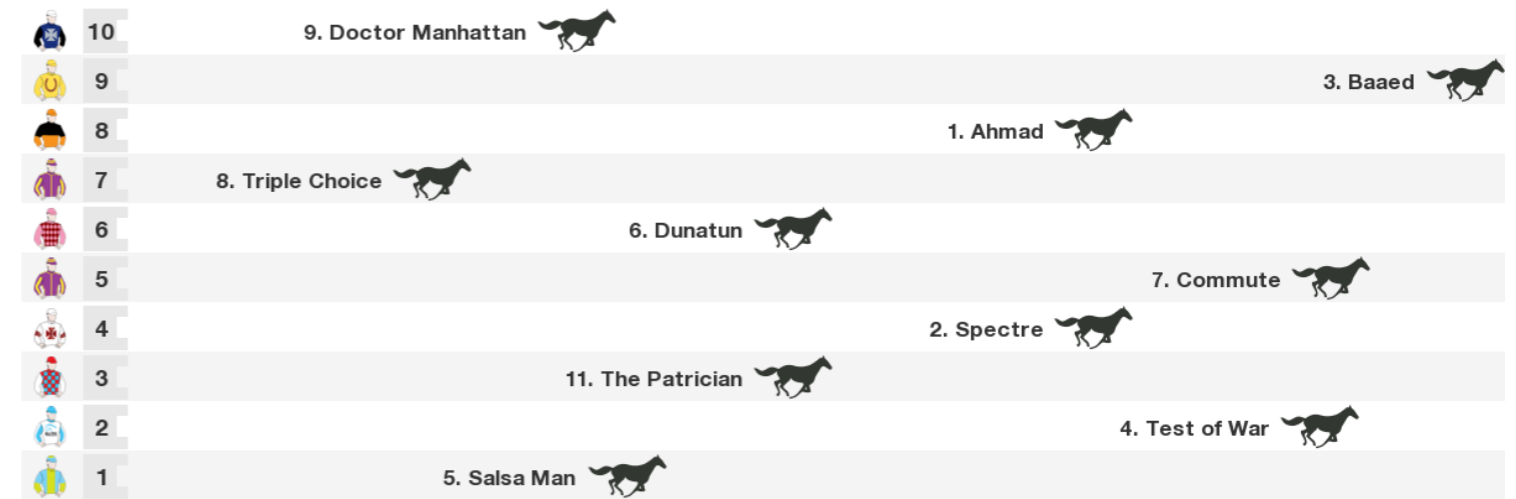 10 9. Doctor Manhattan
9 3. Baaed
8 1. Ahmad
7 8. Triple Choice
6 6. Dunatun
5 7. Commute
4 2. Spectre
3 11. The Patrician
2 4. Test of War
1 5. Salsa Man